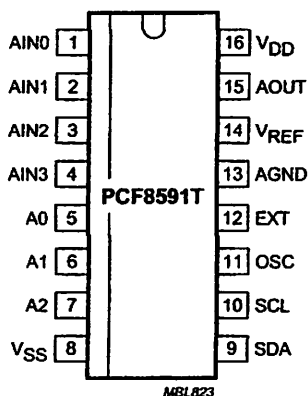 AIN0 1 16 VDD
AIN1 2 15 AOUT
AIN2 3 14 VREF
AIN3 4 13 AGND
PCF8591T
A0 5 12 EXT
A1 6 11 OSC
A2 7 10 SCL
VSS 8 9 SDA
MBL823